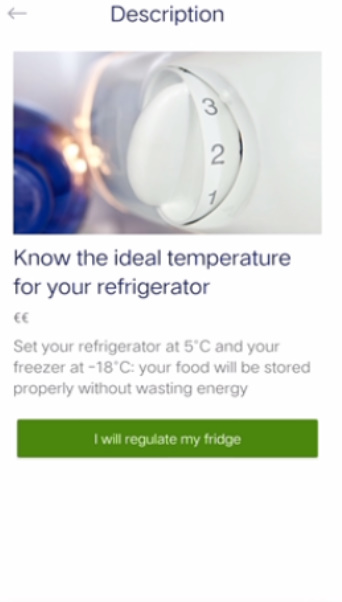 Description
3
2
1
Know the ideal temperature
for your refrigerator
€€
Set your refrigerator at 5°C and your
freezer at -18°C: your food will be stored
properly without wasting energy
I will regulate my fridge